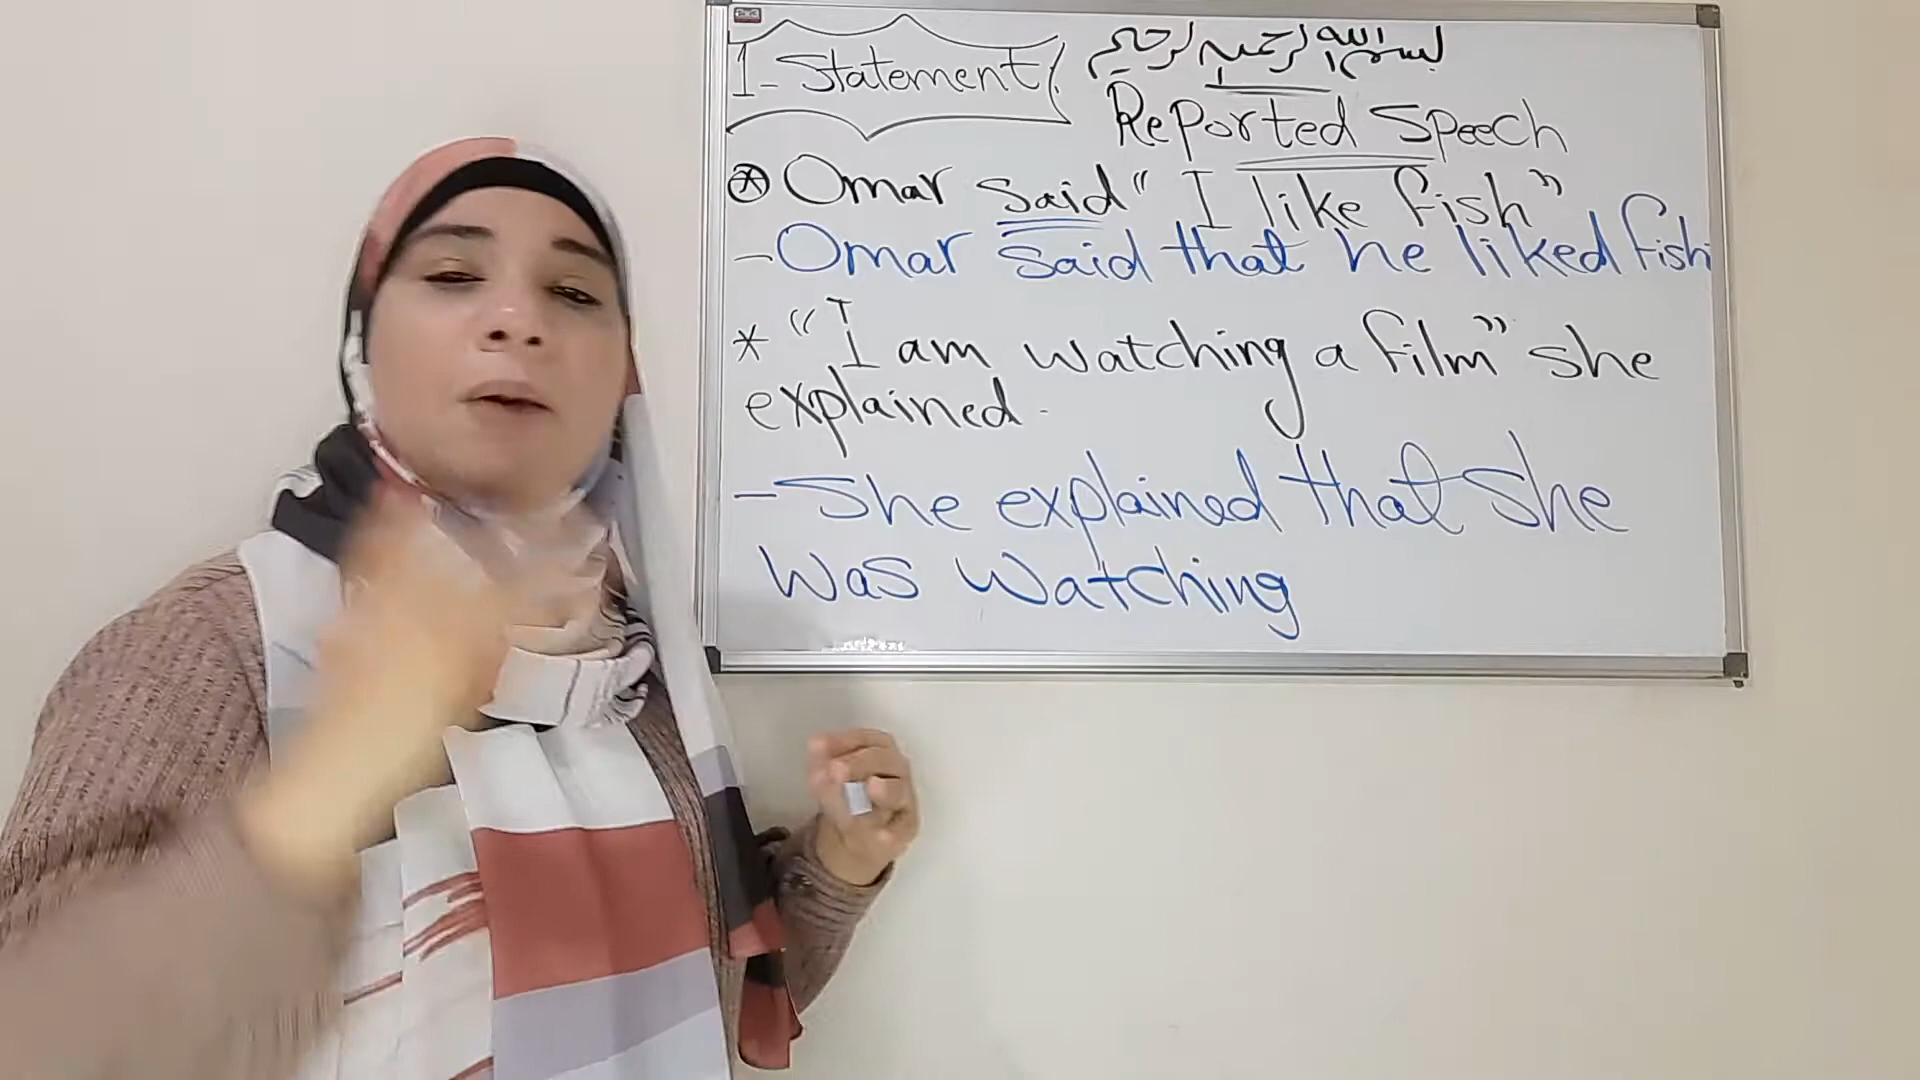 1-Statement
بسم الله الرحمن الرحيم
Reported Speech
* Omar said "I like fish"
- Omar said that he liked fish
* "I am watching a film" she
explained.
- She explained that she
was watching